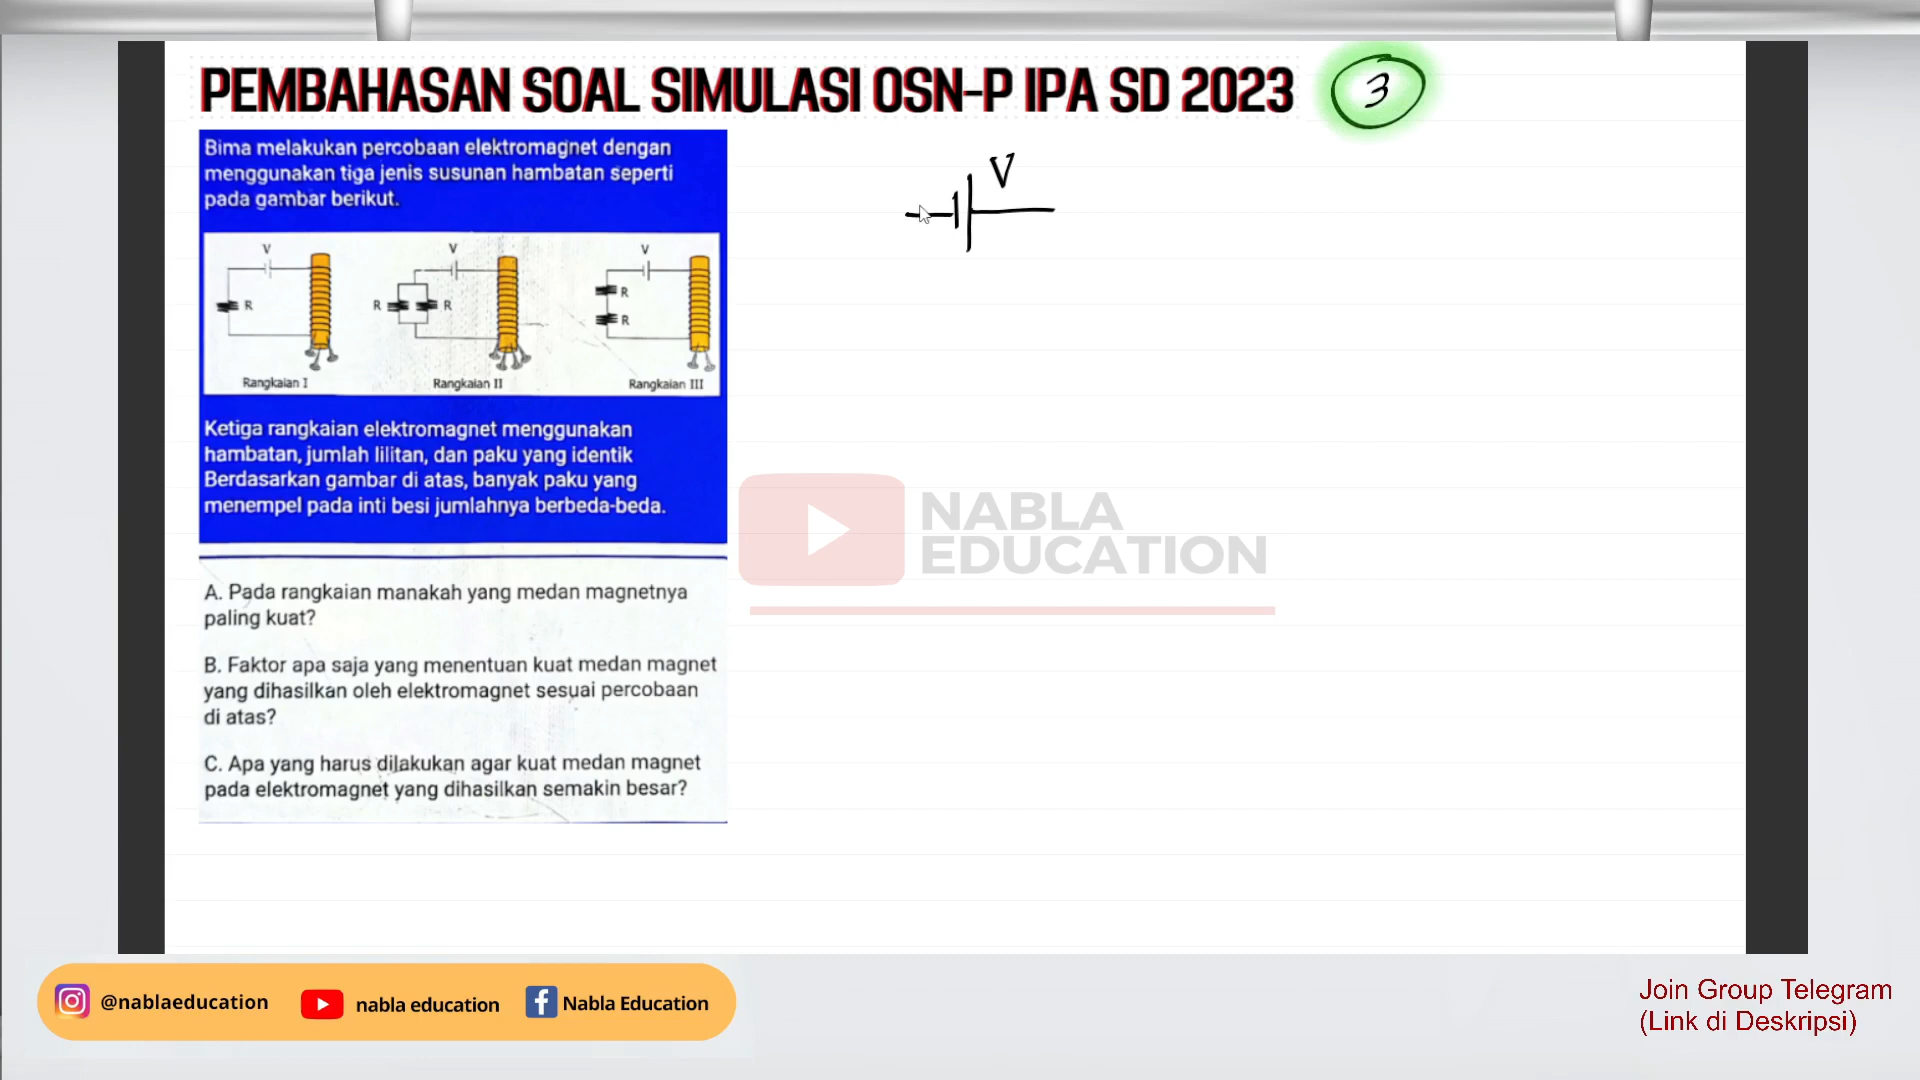 PEMBAHASAN SOAL SIMULASI OSN-P IPA SD 2023
3
Bima melakukan percobaan elektromagnet dengan
menggunakan tiga jenis susunan hambatan seperti
pada gambar berikut.
V
R
Rangkaian I
V
R
R
Rangkaian II
V
R
R
Rangkaian III
Ketiga rangkaian elektromagnet menggunakan
hambatan, jumlah lilitan, dan paku yang identik
Berdasarkan gambar di atas, banyak paku yang
menempel pada inti besi jumlahnya berbeda-beda.
A. Pada rangkaian manakah yang medan magnetnya
paling kuat?
B. Faktor apa saja yang menentuan kuat medan magnet
yang dihasilkan oleh elektromagnet sesuai percobaan
di atas?
C. Apa yang harus dilakukan agar kuat medan magnet
pada elektromagnet yang dihasilkan semakin besar?
V
NABLA
EDUCATION
@nablaeducation
nabla education
Nabla Education
Join Group Telegram
(Link di Deskripsi)